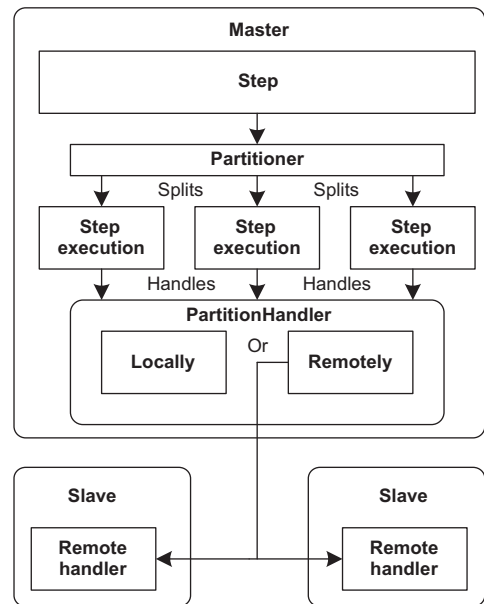 Master
Step
Partitioner
Splits
Splits
Step
execution
Step
execution
Step
execution
Handles
Handles
PartitionHandler
Locally
Or
Remotely
Slave
Remote
handler
Slave
Remote
handler